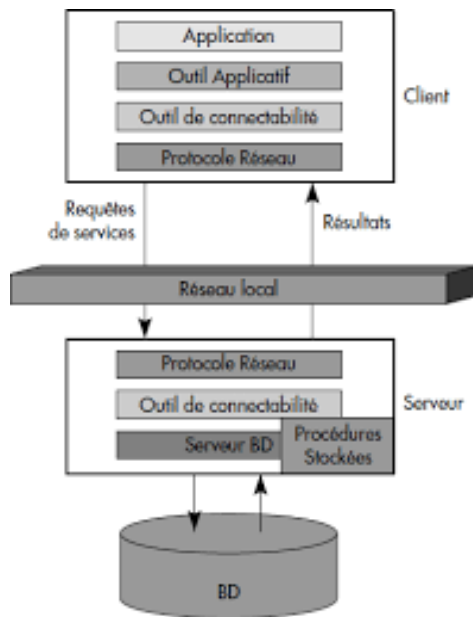 Application
Outil Applicatif
Outil de connectabilité
Protocole Réseau
Client
Requêtes
de services
Résultats
Réseau local
Protocole Réseau
Outil de connectabilité
Serveur BD
Procédures
Stockées
Serveur
BD